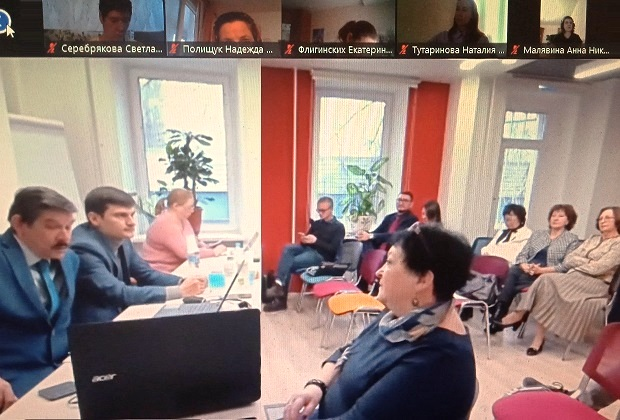 Серебрякова Светла...
Полищук Надежда ...
Флигинских Екатерин...
Тутаринова Наталия ...
Малявина Анна Ник...
acer